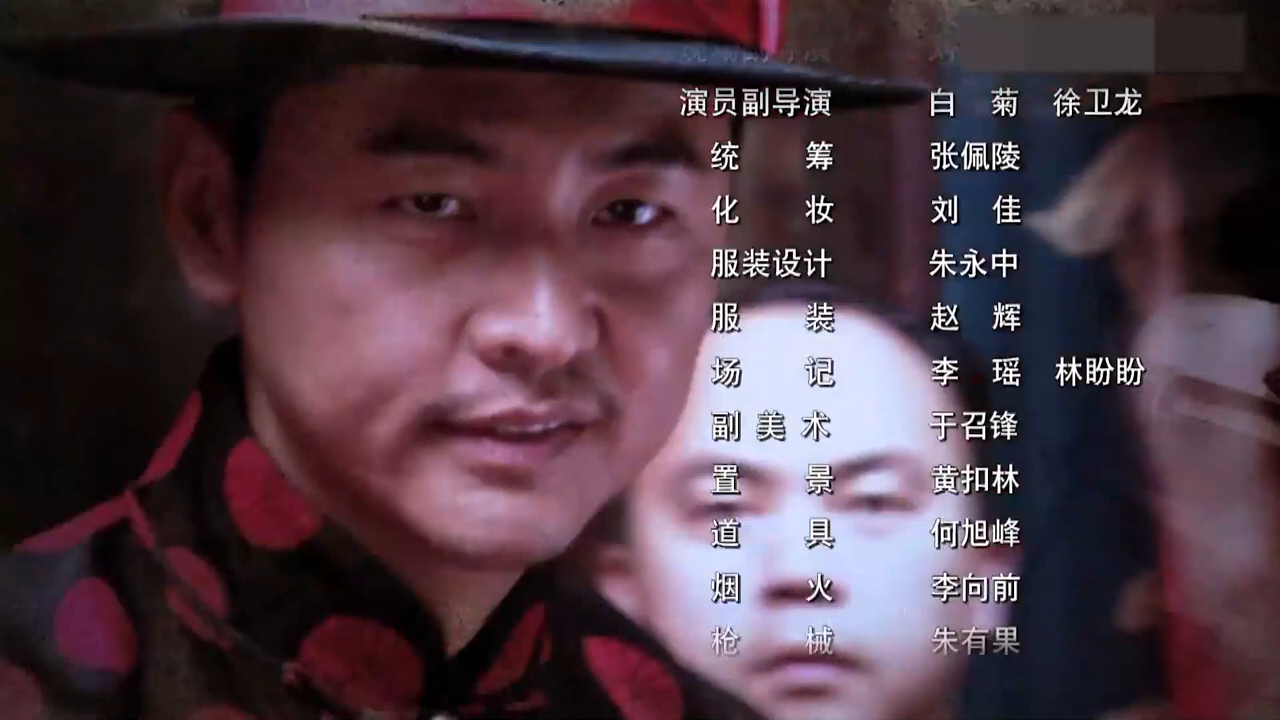 演员副导演 白菊 徐卫龙
统筹 张佩陵
化妆 刘佳
服装设计 朱永中
服装 赵辉
场记 李瑶 林盼盼
副美术 于召锋
置景 黄扣林
道具 何旭峰
烟火 李向前
枪械 朱有果